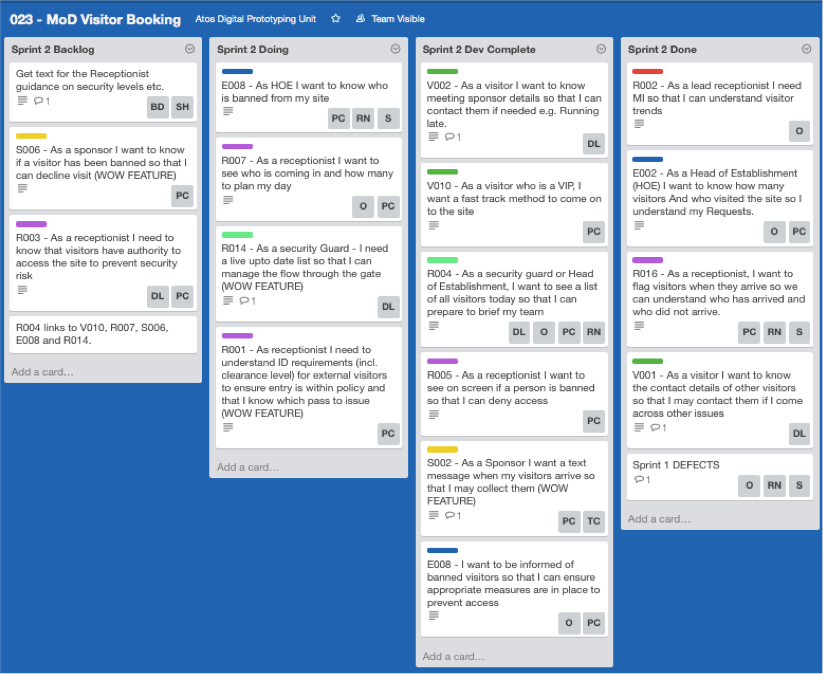 023 - MoD Visitor Booking
Atos Digital Prototyping Unit
Team Visible
Sprint 2 Backlog
Get text for the Receptionist
guidance on security levels etc.
1
BD SH
S006 - As a sponsor I want to know
if a visitor has been banned so that I
can decline visit (WOW FEATURE)
PC
R003 - As a receptionist I need to
know that visitors have authority to
access the site to prevent security
risk
DL PC
R004 links to V010, R007, S006,
E008 and R014.
Add a card...
Sprint 2 Doing
E008 - As HOE I want to know who
is banned from my site
PC RN S
R007 - As a receptionist I want to
see who is coming in and how many
to plan my day
O PC
R014 - As a security Guard - I need
a live upto date list so that I can
manage the flow through the gate
(WOW FEATURE)
1
DL
R001 - As receptionist I need to
understand ID requirements (incl.
clearance level) for external visitors
to ensure entry is within policy and
that I know which pass to issue
(WOW FEATURE)
PC
Add a card...
Sprint 2 Dev Complete
V002 - As a visitor I want to know
meeting sponsor details so that I can
contact them if needed e.g. Running
late.
1
DL
V010 - As a visitor who is a VIP, I
want a fast track method to come on
to the site
PC
R004 - As a security guard or Head
of Establishment, I want to see a list
of all visitors today so that I can
prepare to brief my team
DL O PC RN
R005 - As a receptionist I want to
see on screen if a person is banned
so that I can deny access
PC
S002 - As a Sponsor I want a text
message when my visitors arrive so
that I may collect them (WOW
FEATURE)
1
PC TC
E008 - I want to be informed of
banned visitors so that I can ensure
appropriate measures are in place to
prevent access
O PC
Add a card...
Sprint 2 Done
R002 - As a lead receptionist I need
MI so that I can understand visitor
trends
O
E002 - As a Head of Establishment
(HOE) I want to know how many
visitors And who visited the site so I
understand my Requests.
O PC
R016 - As a receptionist, I want to
flag visitors when they arrive so we
can understand who has arrived and
who did not arrive.
PC RN S
V001 - As a visitor I want to know
the contact details of other visitors
so that I may contact them if I come
across other issues
1
DL
Sprint 1 DEFECTS
1
O RN S
Add a card...